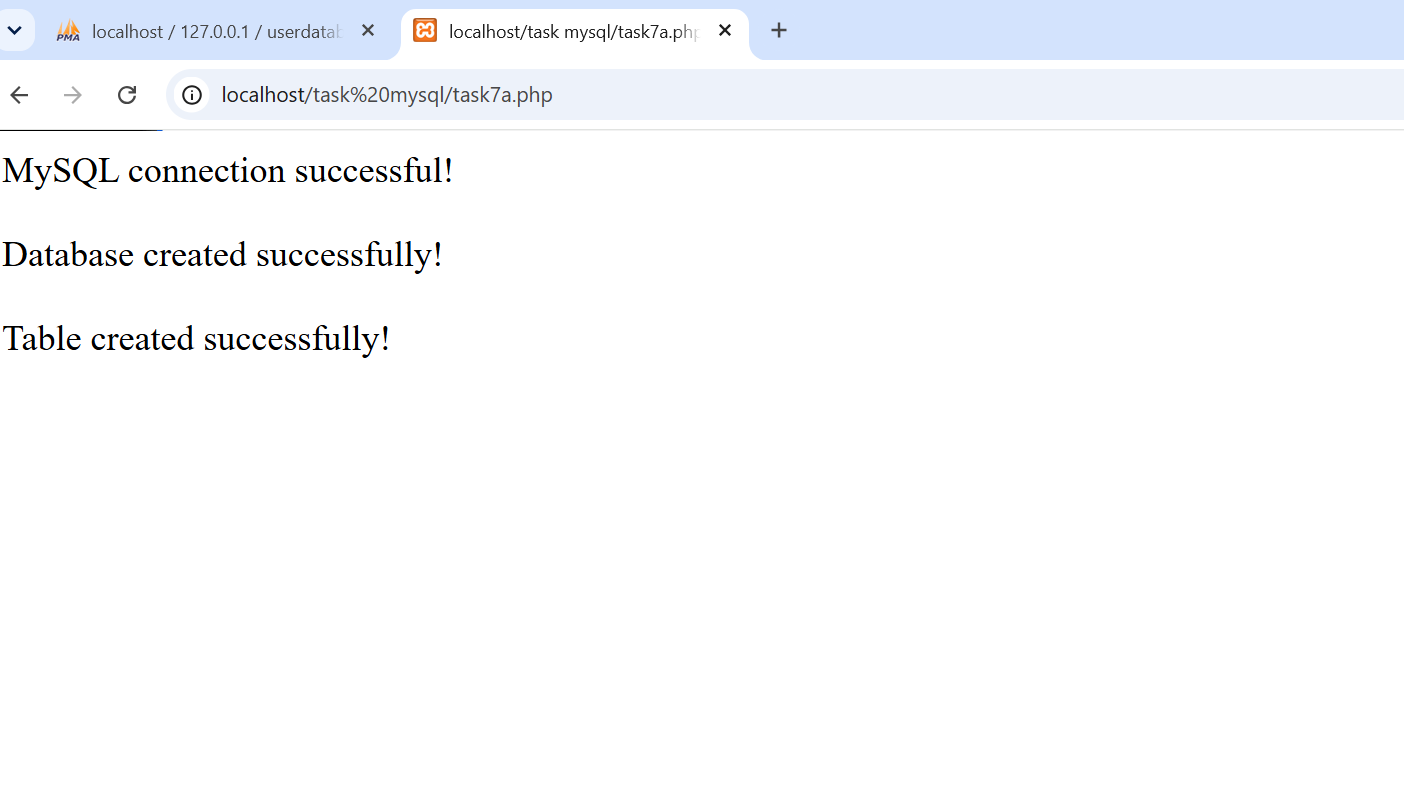 PMA localhost / 127.0.0.1 / userdatab
localhost/task mysql/task7a.php
localhost/task%20mysql/task7a.php
MySQL connection successful!
Database created successfully!
Table created successfully!